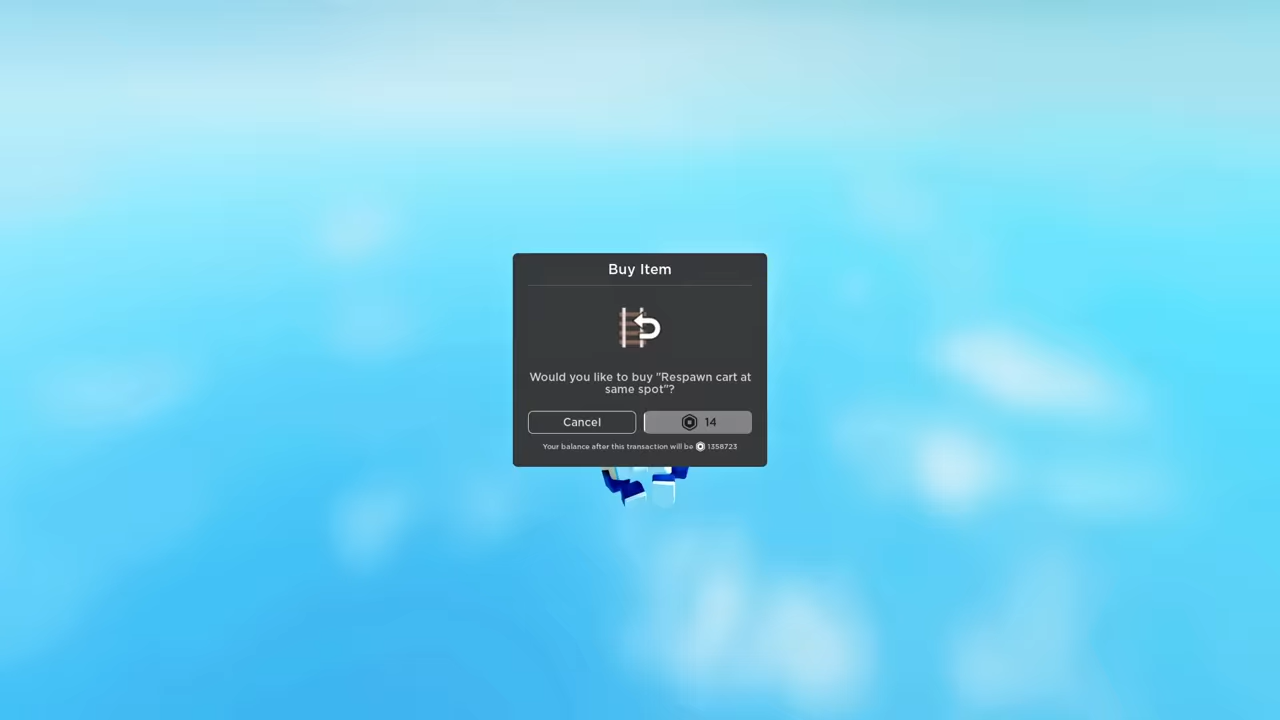 Buy Item
Would you like to buy "Respawn cart at
same spot"?
Cancel
14
Your balance after this transaction will be 1358723